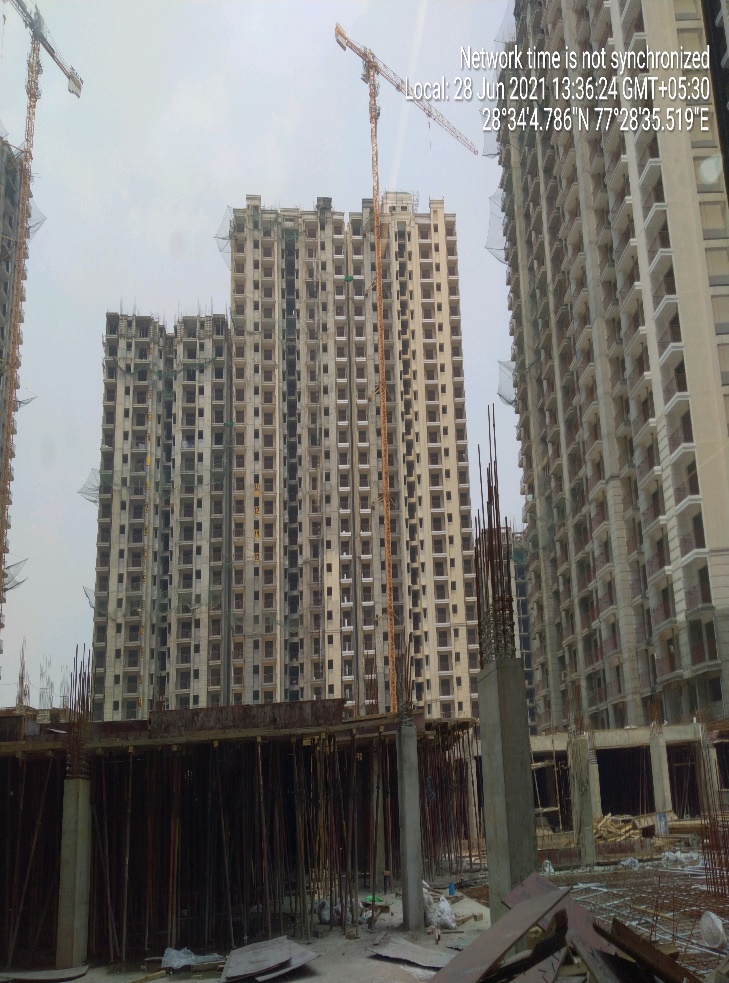 Network time is not synchronized
Local: 28 Jun 2021 13:36:24 GMT+05:30
28°34'4.786"N 77°28'35.519"E